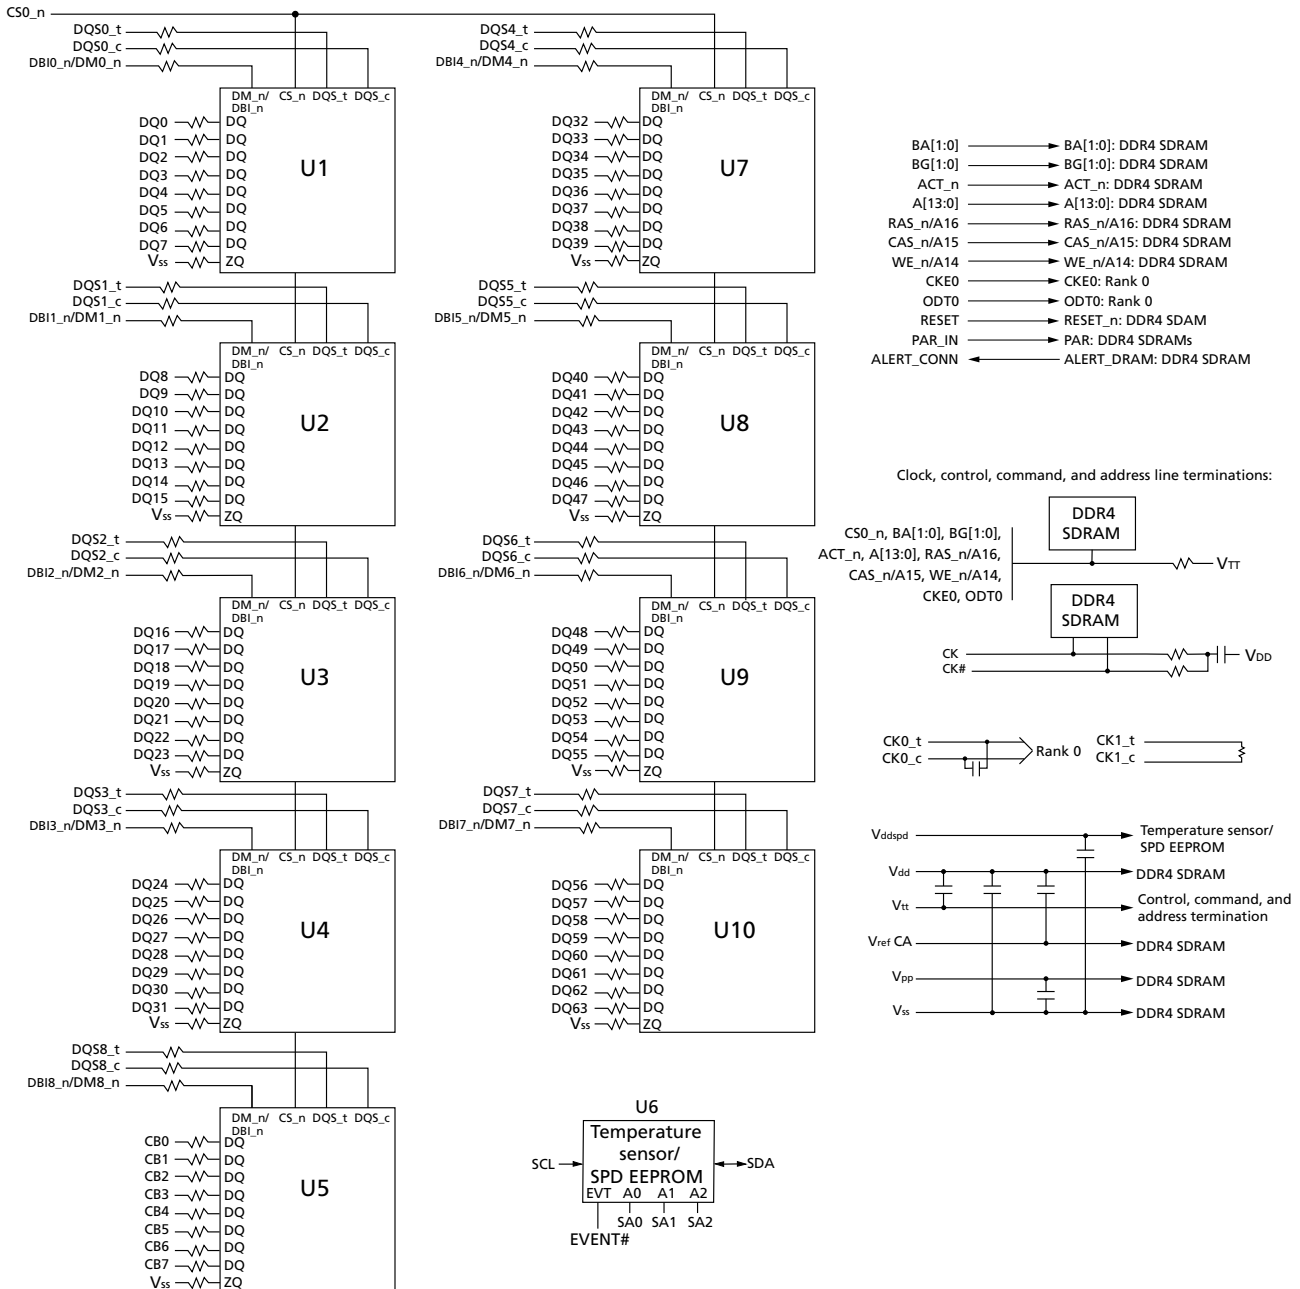 CS0_n
DQS0_t
DQS0_c
DBI0_n/DM0_n
DM_n/ CS_n DQS_t DQS_c
DBI_n
DQ0 DQ
DQ1 DQ
DQ2 DQ
DQ3 DQ
DQ4 DQ
DQ5 DQ
DQ6 DQ
DQ7 DQ
Vss ZQ
U1
DQS1_t
DQS1_c
DBI1_n/DM1_n
DM_n/ CS_n DQS_t DQS_c
DBI_n
DQ8 DQ
DQ9 DQ
DQ10 DQ
DQ11 DQ
DQ12 DQ
DQ13 DQ
DQ14 DQ
DQ15 DQ
Vss ZQ
U2
DQS2_t
DQS2_c
DBI2_n/DM2_n
DM_n/ CS_n DQS_t DQS_c
DBI_n
DQ16 DQ
DQ17 DQ
DQ18 DQ
DQ19 DQ
DQ20 DQ
DQ21 DQ
DQ22 DQ
DQ23 DQ
Vss ZQ
U3
DQS3_t
DQS3_c
DBI3_n/DM3_n
DM_n/ CS_n DQS_t DQS_c
DBI_n
DQ24 DQ
DQ25 DQ
DQ26 DQ
DQ27 DQ
DQ28 DQ
DQ29 DQ
DQ30 DQ
DQ31 DQ
Vss ZQ
U4
DQS8_t
DQS8_c
DBI8_n/DM8_n
DM_n/ CS_n DQS_t DQS_c
DBI_n
CB0 DQ
CB1 DQ
CB2 DQ
CB3 DQ
CB4 DQ
CB5 DQ
CB6 DQ
CB7 DQ
Vss ZQ
U5
DQS4_t
DQS4_c
DBI4_n/DM4_n
DM_n/ CS_n DQS_t DQS_c
DBI_n
DQ32 DQ
DQ33 DQ
DQ34 DQ
DQ35 DQ
DQ36 DQ
DQ37 DQ
DQ38 DQ
DQ39 DQ
Vss ZQ
U7
DQS5_t
DQS5_c
DBI5_n/DM5_n
DM_n/ CS_n DQS_t DQS_c
DBI_n
DQ40 DQ
DQ41 DQ
DQ42 DQ
DQ43 DQ
DQ44 DQ
DQ45 DQ
DQ46 DQ
DQ47 DQ
Vss ZQ
U8
DQS6_t
DQS6_c
DBI6_n/DM6_n
DM_n/ CS_n DQS_t DQS_c
DBI_n
DQ48 DQ
DQ49 DQ
DQ50 DQ
DQ51 DQ
DQ52 DQ
DQ53 DQ
DQ54 DQ
DQ55 DQ
Vss ZQ
U9
DQS7_t
DQS7_c
DBI7_n/DM7_n
DM_n/ CS_n DQS_t DQS_c
DBI_n
DQ56 DQ
DQ57 DQ
DQ58 DQ
DQ59 DQ
DQ60 DQ
DQ61 DQ
DQ62 DQ
DQ63 DQ
Vss ZQ
U10
U6
Temperature
sensor/
SPD EEPROM
SCL SDA
EVT A0 A1 A2
SA0 SA1 SA2
EVENT#
BA[1:0] BA[1:0]: DDR4 SDRAM
BG[1:0] BG[1:0]: DDR4 SDRAM
ACT_n ACT_n: DDR4 SDRAM
A[13:0] A[13:0]: DDR4 SDRAM
RAS_n/A16 RAS_n/A16: DDR4 SDRAM
CAS_n/A15 CAS_n/A15: DDR4 SDRAM
WE_n/A14 WE_n/A14: DDR4 SDRAM
CKE0 CKE0: Rank 0
ODT0 ODT0: Rank 0
RESET RESET_n: DDR4 SDAM
PAR_IN PAR: DDR4 SDRAMs
ALERT_CONN ALERT_DRAM: DDR4 SDRAM
Clock, control, command, and address line terminations:
DDR4
SDRAM
CS0_n, BA[1:0], BG[1:0],
ACT_n, A[13:0], RAS_n/A16,
CAS_n/A15, WE_n/A14,
CKE0, ODT0
VTT
DDR4
SDRAM
CK
CK#
VDD
CK0_t
CK0_c
Rank 0
CK1_t
CK1_c
Vddspd Temperature sensor/
SPD EEPROM
Vdd DDR4 SDRAM
Vtt Control, command, and
address termination
Vref CA DDR4 SDRAM
Vpp DDR4 SDRAM
Vss DDR4 SDRAM